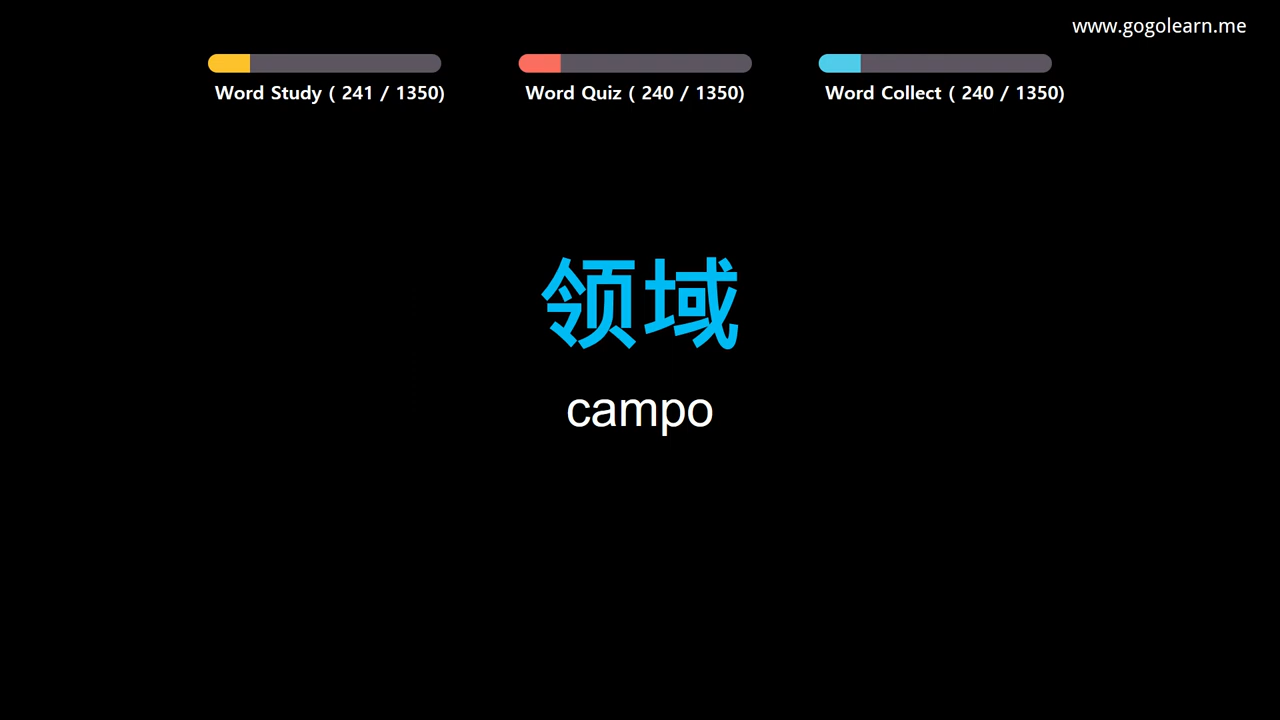 www.gogolearn.me
Word Study ( 241 / 1350)
Word Quiz ( 240 / 1350)
Word Collect ( 240 / 1350)
领域
campo